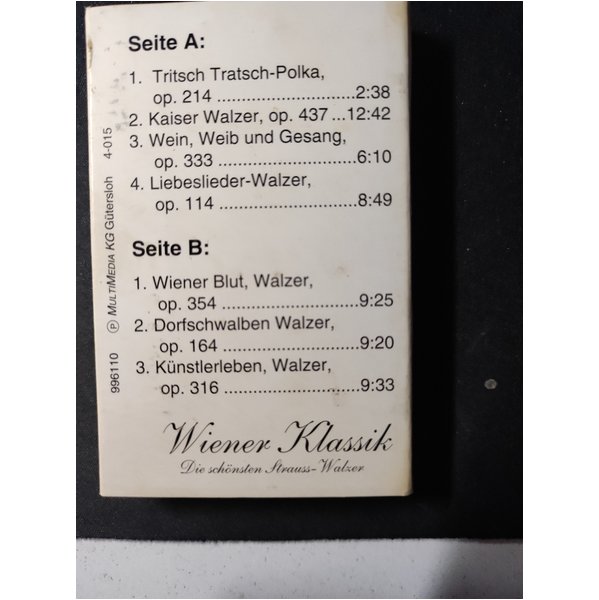 Seite A:
1. Tritsch Tratsch-Polka,
op. 214 ........................2:38
2. Kaiser Walzer, op. 437 ...12:42
3. Wein, Weib und Gesang,
op. 333 ........................6:10
4. Liebeslieder-Walzer,
op. 114 ........................8:49
Seite B:
1. Wiener Blut, Walzer,
op. 354 ........................9:25
2. Dorfschwalben Walzer,
op. 164 ........................9:20
3. Künstlerleben, Walzer,
op. 316 ........................9:33
Wiener Klassik
Die schönsten Strauss-Walzer
996110 Ⓟ MULTIMEDIA KG Gütersloh 4-015